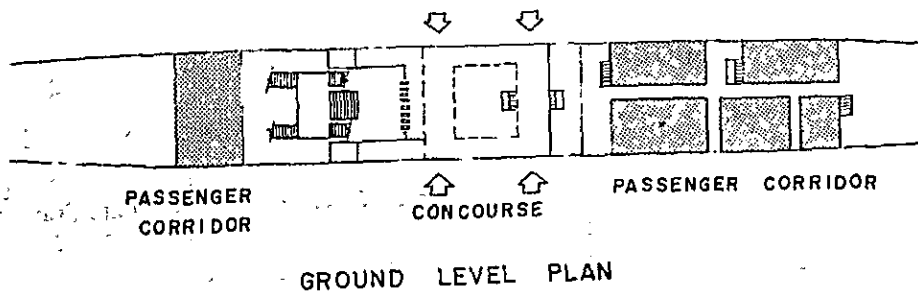 PASSENGER
CORRIDOR
CONCOURSE
PASSENGER CORRIDOR
GROUND LEVEL PLAN